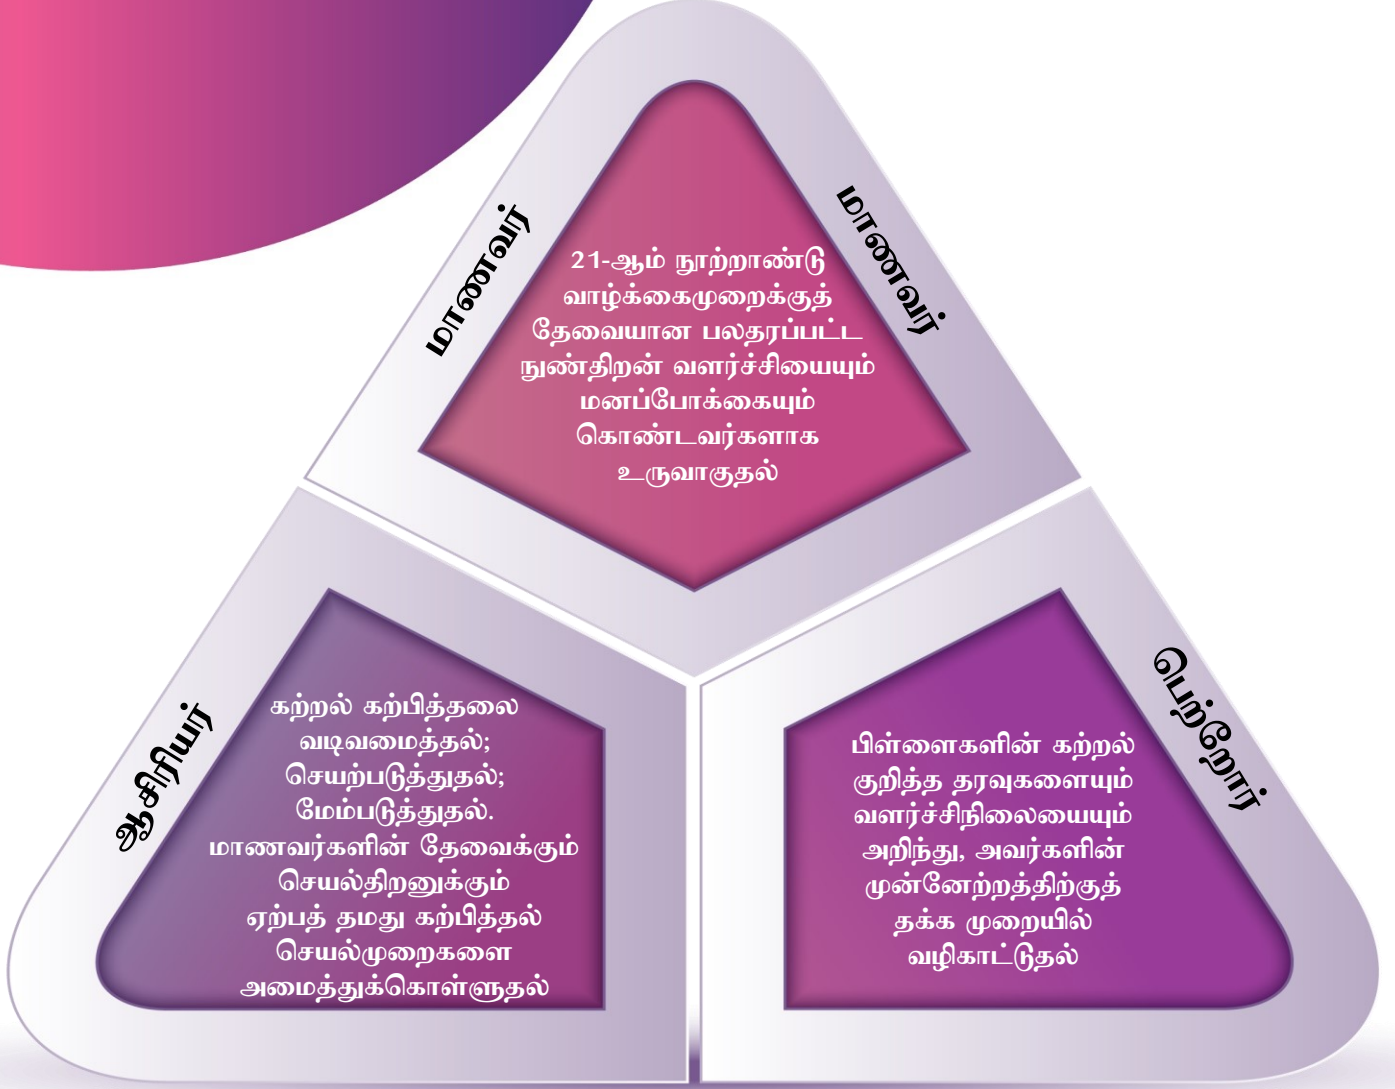 மாணவர்
மாணவர்
21-ஆம் நூற்றாண்டு
வாழ்க்கைமுறைக்குத்
தேவையான பலதரப்பட்ட
நுண்திறன் வளர்ச்சியையும்
மனப்போக்கையும்
கொண்டவர்களாக
உருவாகுதல்
ஆசிரியர்
கற்றல் கற்பித்தலை
வடிவமைத்தல்;
செயற்படுத்துதல்;
மேம்படுத்துதல்.
மாணவர்களின் தேவைக்கும்
செயல்திறனுக்கும்
ஏற்பத் தமது கற்பித்தல்
செயல்முறைகளை
அமைத்துக்கொள்ளுதல்
பெற்றோர்
பிள்ளைகளின் கற்றல்
குறித்த தரவுகளையும்
வளர்ச்சிநிலையையும்
அறிந்து, அவர்களின்
முன்னேற்றத்திற்குத்
தக்க முறையில்
வழிகாட்டுதல்